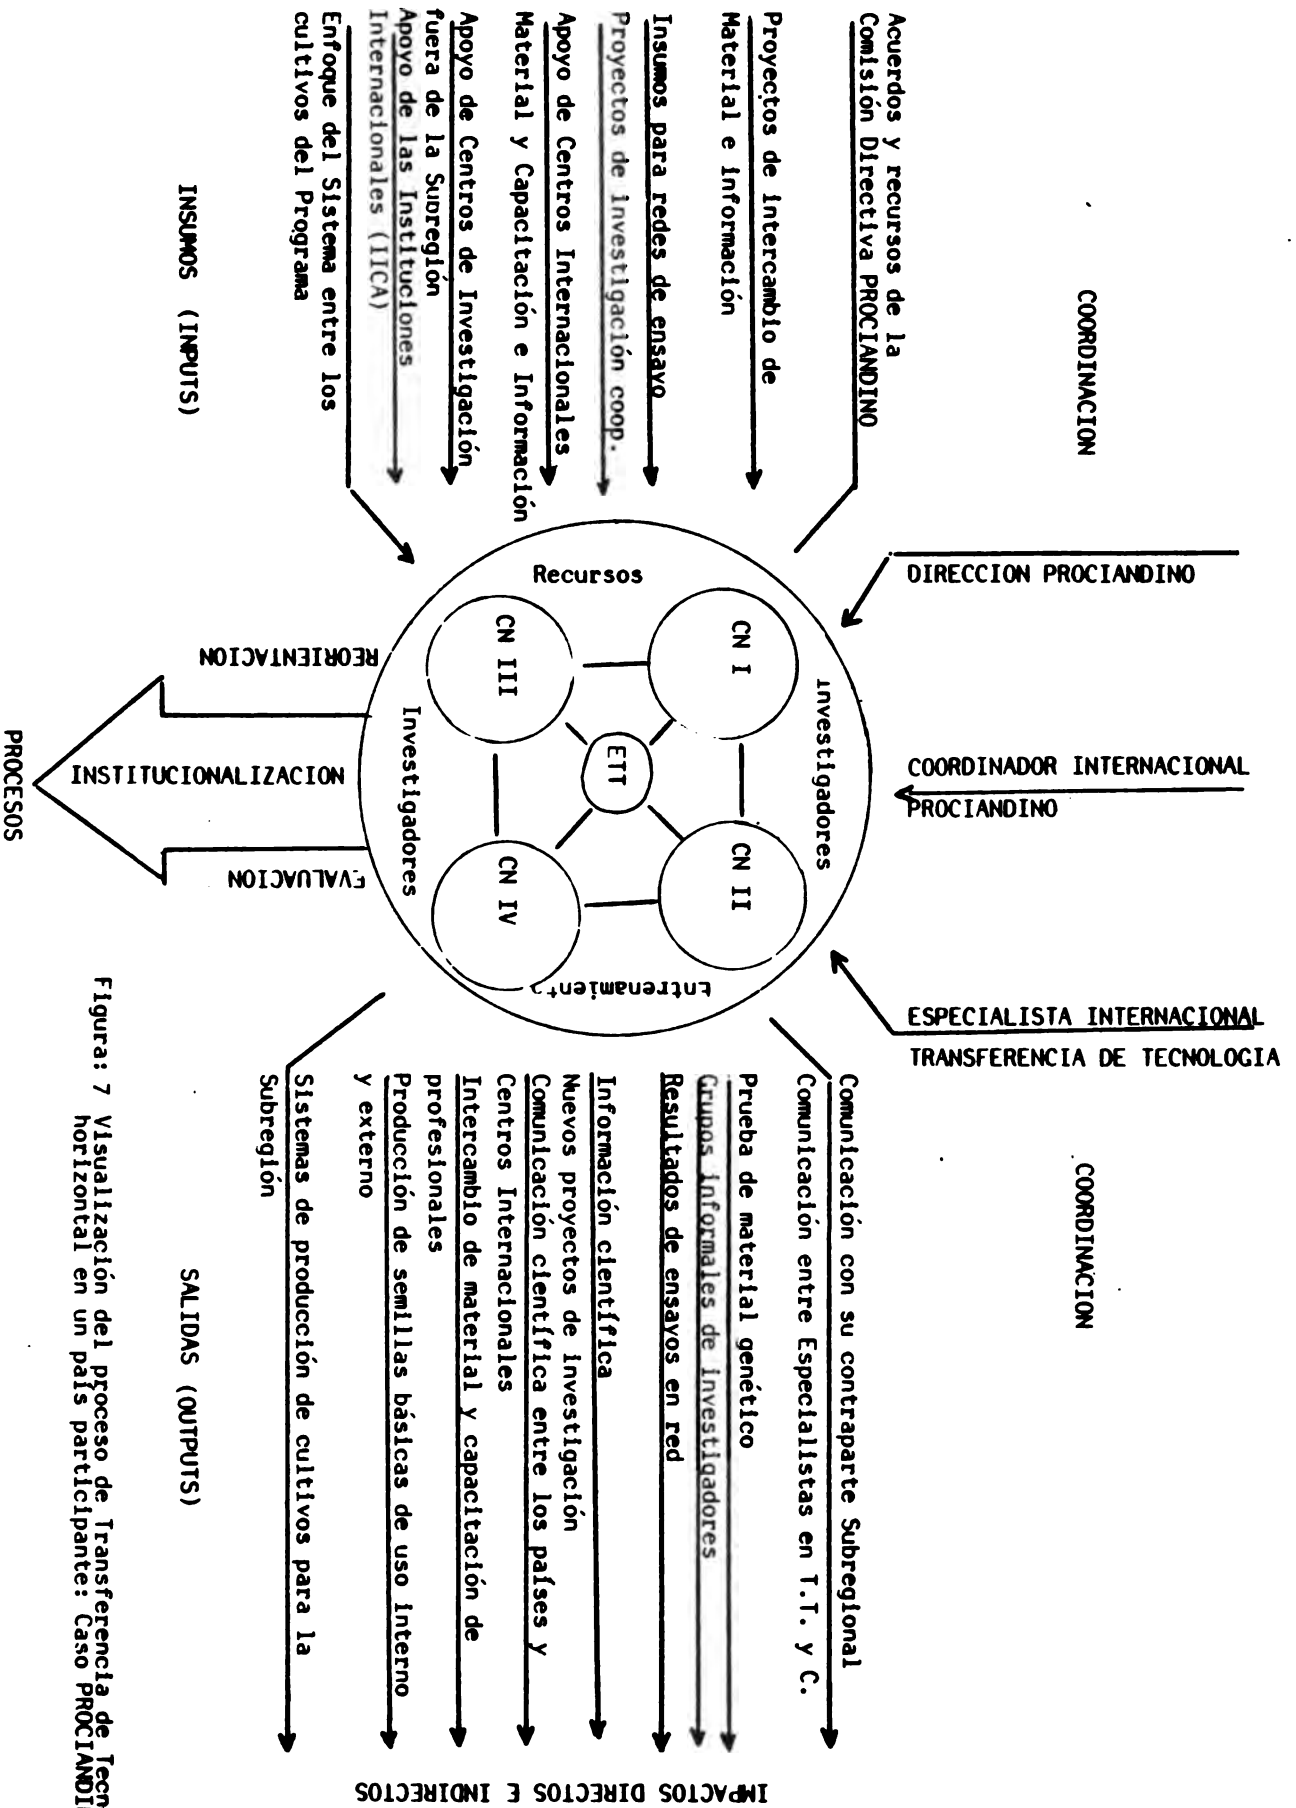 COORDINACION
COORDINACION
DIRECCION PROCIANDINO
COORDINADOR INTERNACIONAL
PROCIANDINO
ESPECIALISTA INTERNACIONAL
TRANSFERENCIA DE TECNOLOGIA
Acuerdos y recursos de la
Comisión Directiva PROCIANDINO
Proyectos de intercambio de
Material e información
Insumos para redes de ensayo
Proyectos de investigación coop.
Apoyo de Centros Internacionales
Material y Capacitación e Información
Apoyo de Centros de Investigación
fuera de la Subregión
Apoyo de las Instituciones
Internacionales (IICA)
Enfoque del Sistema entre los
cultivos del Programa
INSUMOS (INPUTS)
Recursos
Investigadores
CN I
CN II
ETT
CN III
CN IV
Investigadores
Entrenamiento
REORIENTACION
INSTITUCIONALIZACION
EVALUACION
PROCESOS
Comunicación con su contraparte Subregional
Comunicación entre Especialistas en T.T. y C.
Prueba de material genético
Grupos informales de investigadores
Resultados de ensayos en red
Información científica
Nuevos proyectos de investigación
Comunicación científica entre los países y
Centros Internacionales
Intercambio de material y capacitación de
profesionales
Producción de semillas básicas de uso interno
y externo
Sistemas de producción de cultivos para la
Subregión
SALIDAS (OUTPUTS)
IMPACTOS DIRECTOS E INDIRECTOS
Figura: 7 Visualización del proceso de Transferencia de Tecn
horizontal en un país participante: Caso PROCIANDI